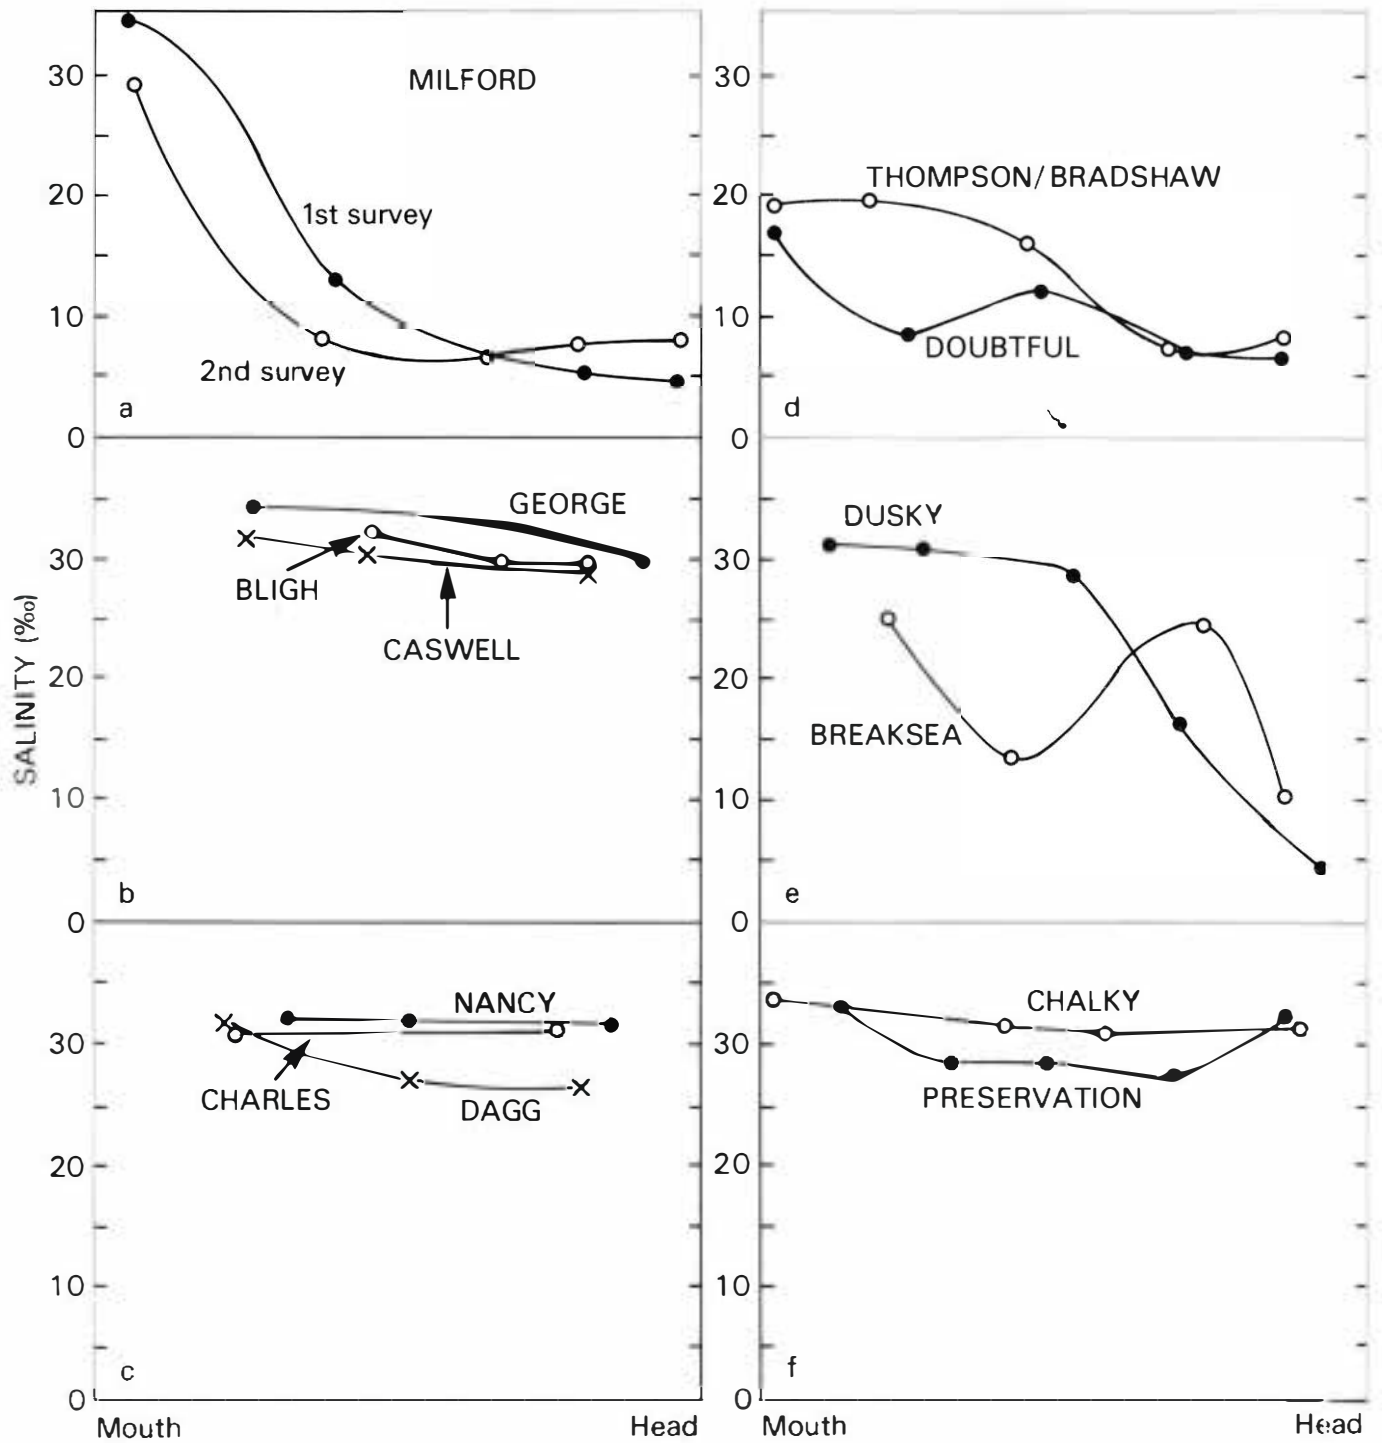 MILFORD
30
20
10
0
1st survey
2nd survey
a
GEORGE
BLIGH
CASWELL
30
20
10
0
b
NANCY
CHARLES
DAGG
30
20
10
0
c
Mouth Head
SALINITY (‰)
30
20
10
0
THOMPSON/BRADSHAW
DOUBTFUL
d
DUSKY
BREAKSEA
30
20
10
0
e
CHALKY
PRESERVATION
30
20
10
0
f
Mouth Head